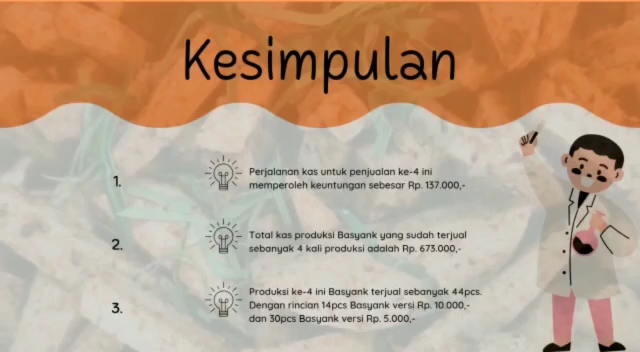 Kesimpulan
1.
Perjalanan kas untuk penjualan ke-4 ini
memperoleh keuntungan sebesar Rp. 137.000,-
2.
Total kas produksi Basyank yang sudah terjual
sebanyak 4 kali produksi adalah Rp. 673.000,-
3.
Produksi ke-4 ini Basyank terjual sebanyak 44pcs.
Dengan rincian 14pcs Basyank versi Rp. 10.000,-
dan 30pcs Basyank versi Rp. 5.000,-